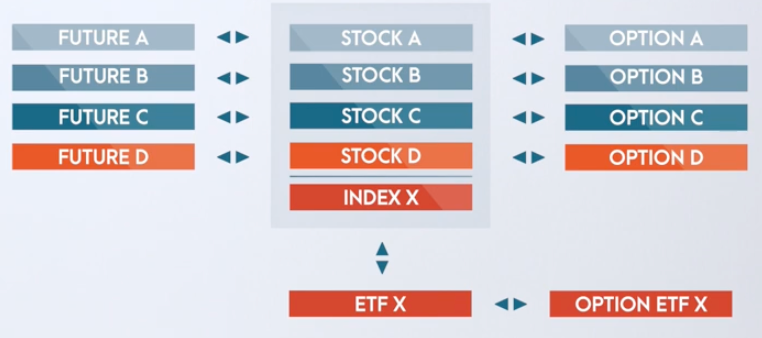 FUTURE A STOCK A OPTION A
FUTURE B STOCK B OPTION B
FUTURE C STOCK C OPTION C
FUTURE D STOCK D OPTION D
INDEX X
ETF X OPTION ETF X